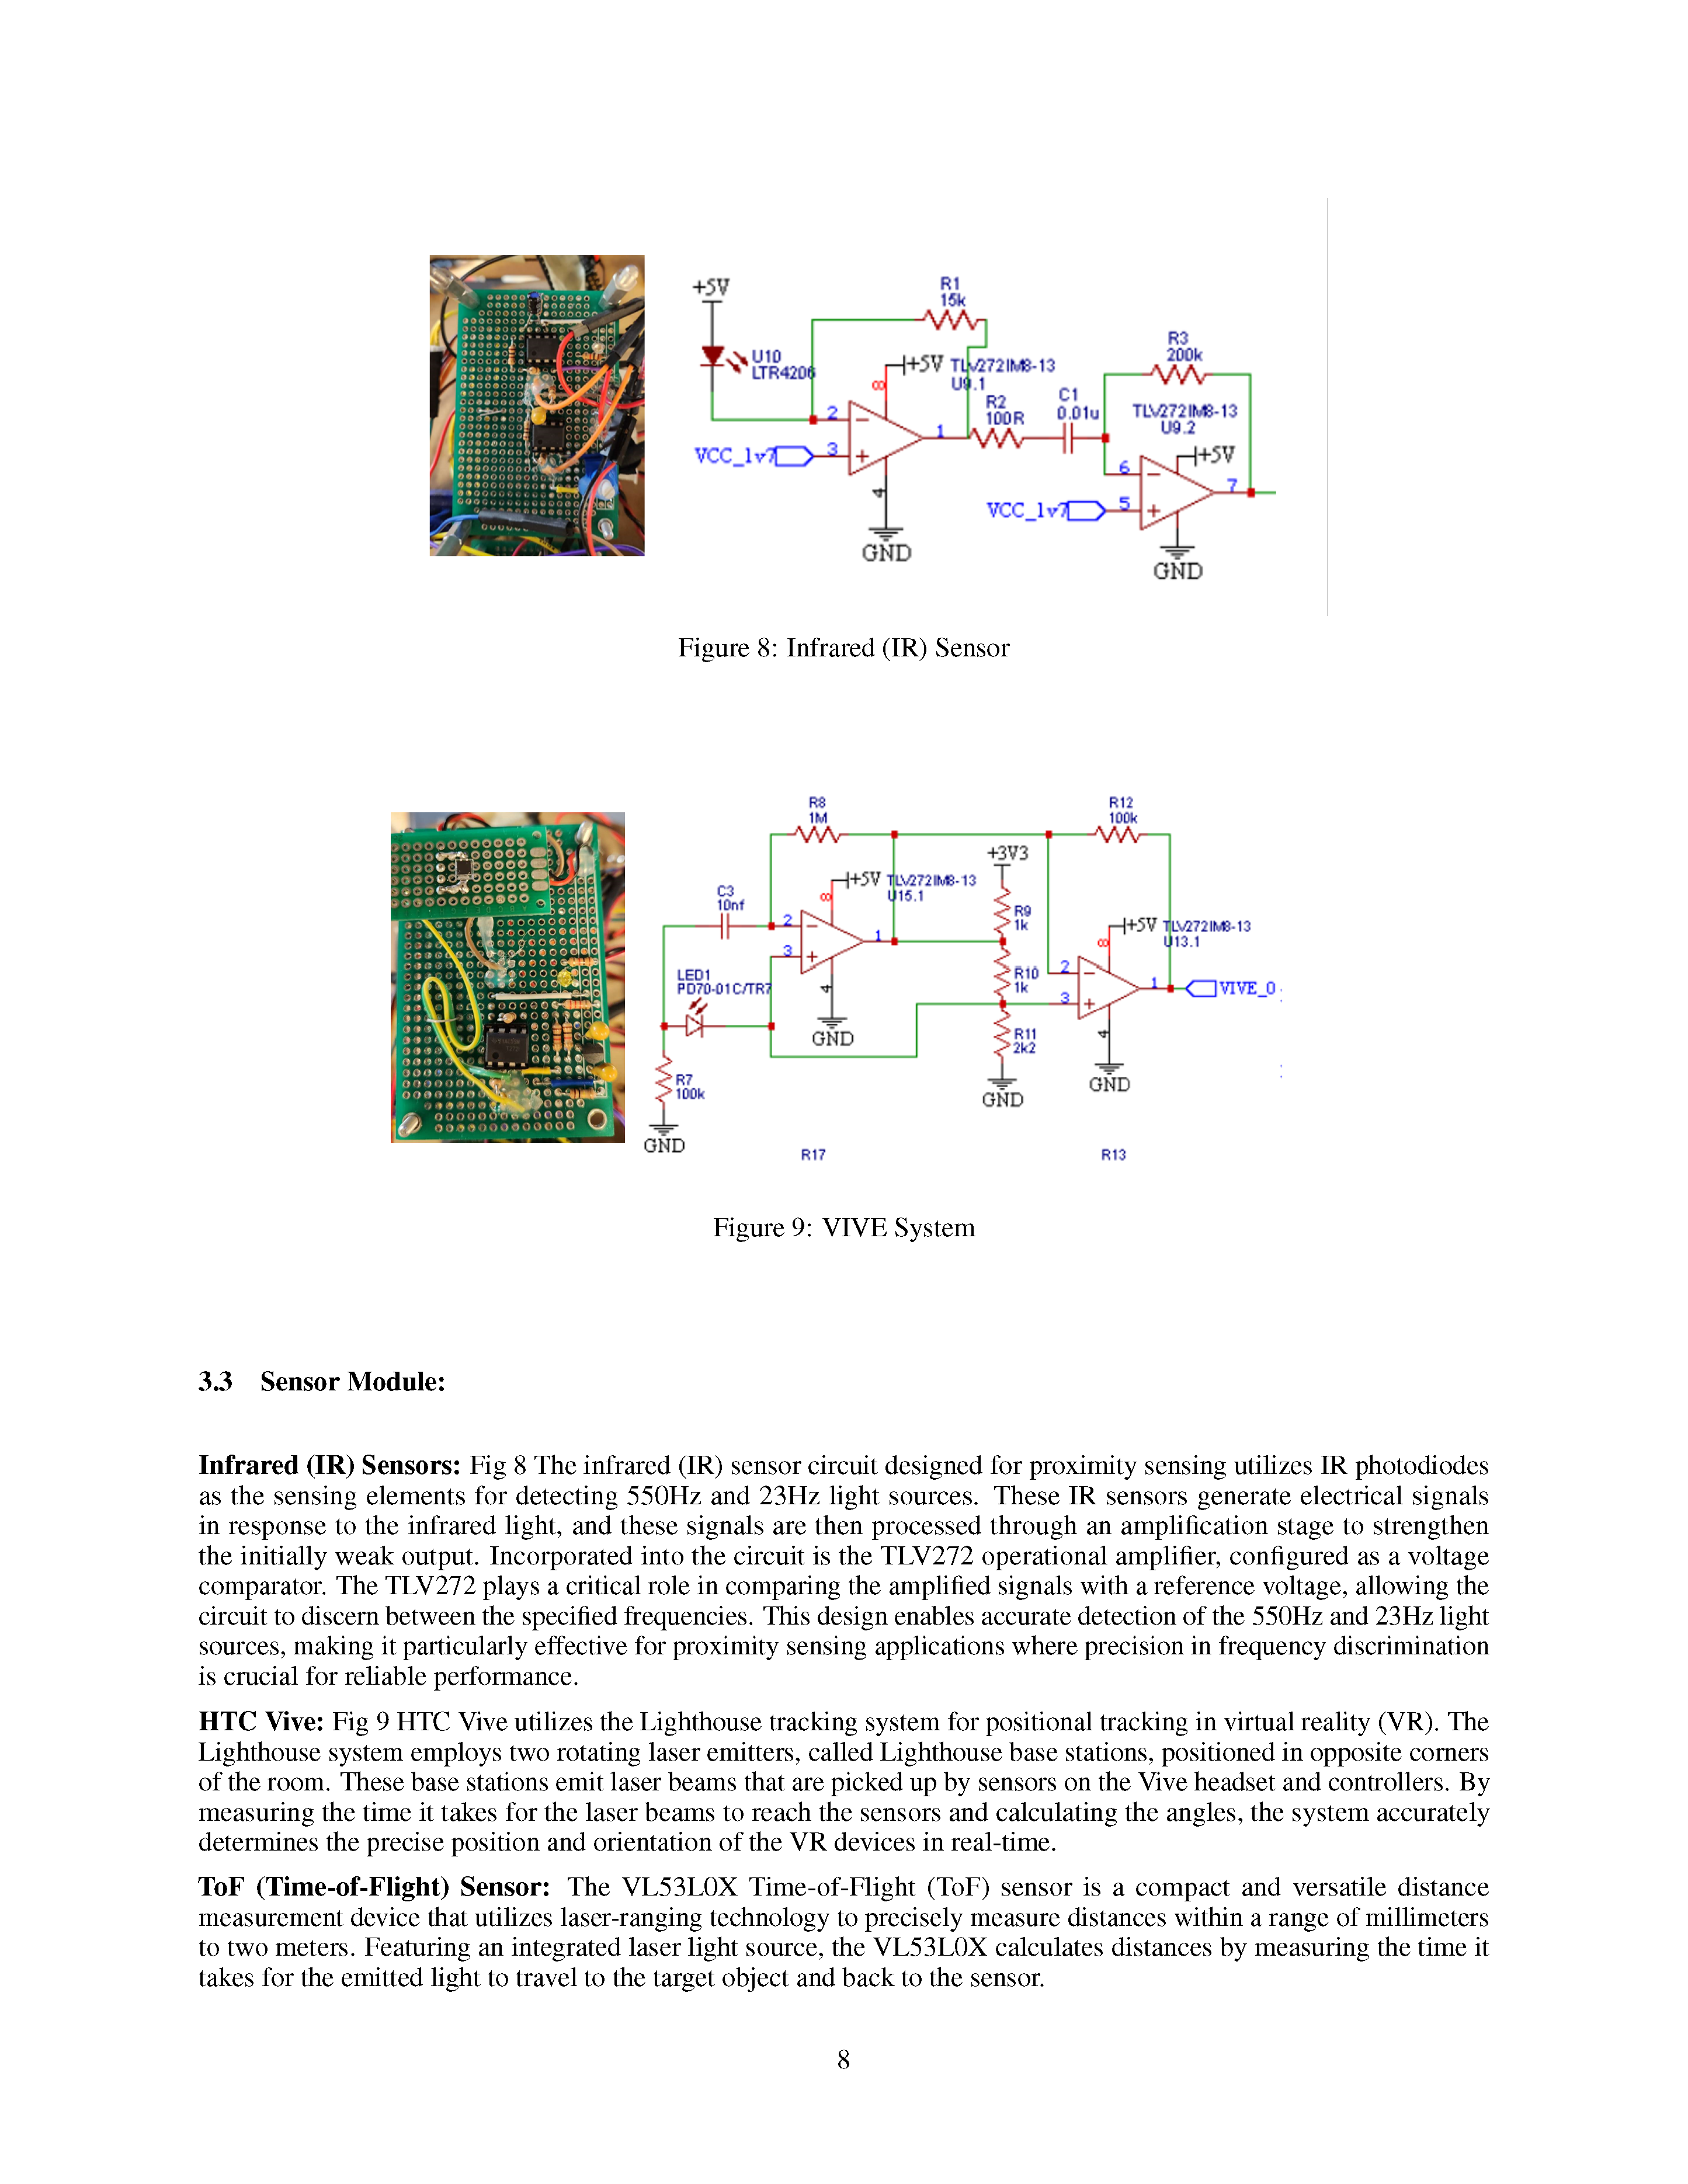 +5V
R1
15k
R3
200k
U10
LTR4206
+5V
TLV272IM8-13
U9.1
8
R2
100R
C1
0.01u
TLV272IM8-13
U9.2
2
1
VCC_1v7
3
4
+5V
6
7
VCC_1v7
5
GND
GND
Figure 8: Infrared (IR) Sensor
R8
1M
R12
100k
+3V3
C3
10nf
+5V
TLV272IM8-13
U15.1
8
R9
1k
2
1
3
+5V
TLV272IM8-13
U13.1
8
LED1
PD70-01C/TR7
R10
1k
2
1
VIVE_0
3
4
GND
R11
2k2
4
R7
100k
GND
GND
GND
R17
R13
Figure 9: VIVE System
3.3 Sensor Module:
Infrared (IR) Sensors: Fig 8 The infrared (IR) sensor circuit designed for proximity sensing utilizes IR photodiodes
as the sensing elements for detecting 550Hz and 23Hz light sources. These IR sensors generate electrical signals
in response to the infrared light, and these signals are then processed through an amplification stage to strengthen
the initially weak output. Incorporated into the circuit is the TLV272 operational amplifier, configured as a voltage
comparator. The TLV272 plays a critical role in comparing the amplified signals with a reference voltage, allowing the
circuit to discern between the specified frequencies. This design enables accurate detection of the 550Hz and 23Hz light
sources, making it particularly effective for proximity sensing applications where precision in frequency discrimination
is crucial for reliable performance.
HTC Vive: Fig 9 HTC Vive utilizes the Lighthouse tracking system for positional tracking in virtual reality (VR). The
Lighthouse system employs two rotating laser emitters, called Lighthouse base stations, positioned in opposite corners
of the room. These base stations emit laser beams that are picked up by sensors on the Vive headset and controllers. By
measuring the time it takes for the laser beams to reach the sensors and calculating the angles, the system accurately
determines the precise position and orientation of the VR devices in real-time.
ToF (Time-of-Flight) Sensor: The VL53L0X Time-of-Flight (ToF) sensor is a compact and versatile distance
measurement device that utilizes laser-ranging technology to precisely measure distances within a range of millimeters
to two meters. Featuring an integrated laser light source, the VL53L0X calculates distances by measuring the time it
takes for the emitted light to travel to the target object and back to the sensor.
8